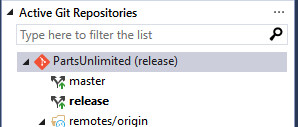 Active Git Repositories
Type here to filter the list
PartsUnlimited (release)
master
release
remotes/origin